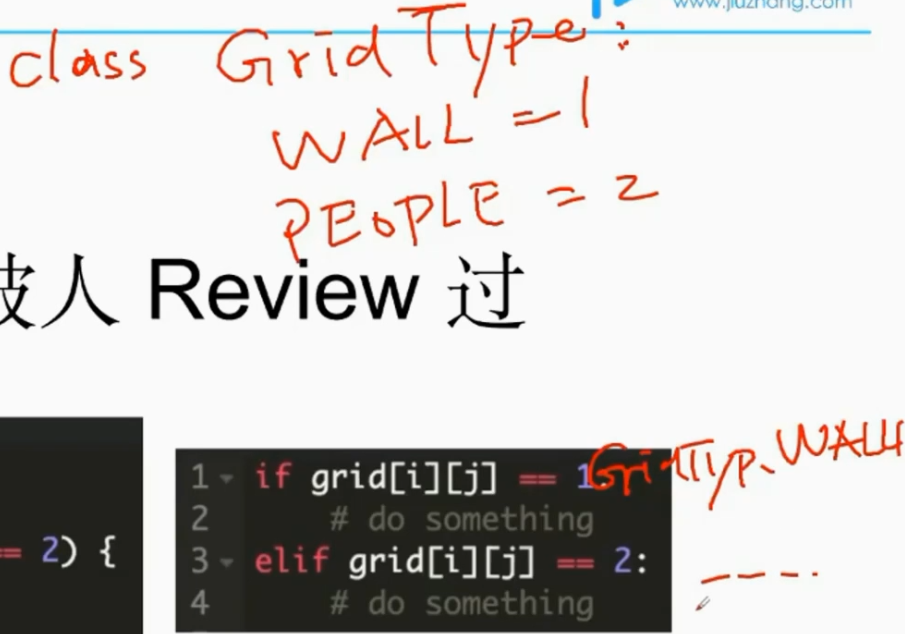 www.jiuzhang.com
class GridType:
WALL = 1
PEOPLE = 2
被人 Review 过
== 2) {
1 if grid[i][j] == 1: GridTyp. WALL
2 # do something
3 elif grid[i][j] == 2:
4 # do something